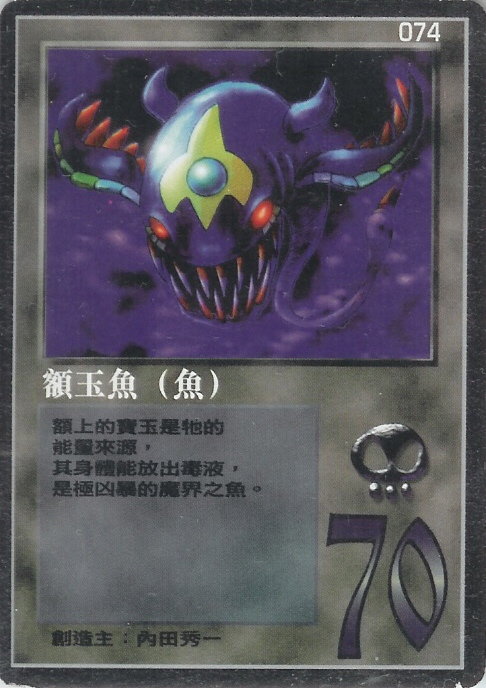 074
額玉魚（魚）
額上的寶玉是牠的
能量來源，
其身體能放出毒液，
是極凶暴的魔界之魚。
70
創造主：內田秀一